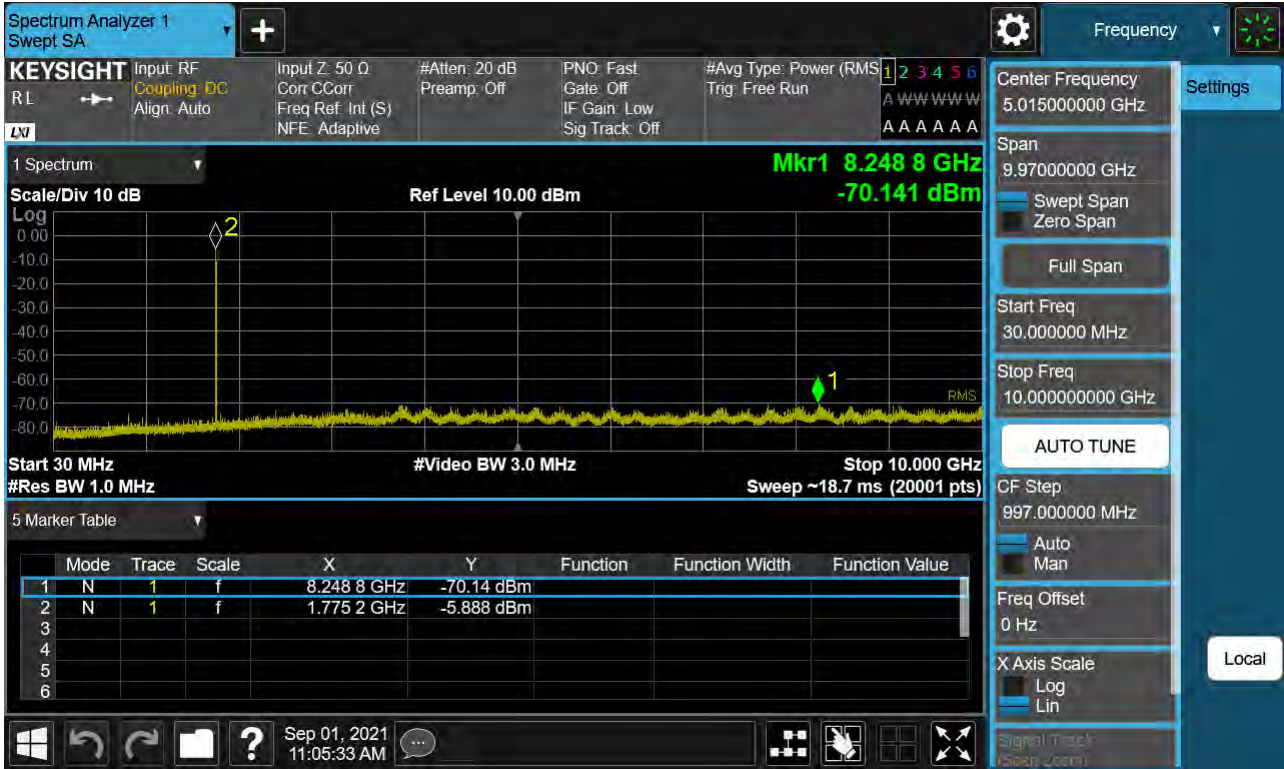 Spectrum Analyzer 1
Swept SA
+
Frequency
KEYSIGHT
RL
LXI
Input: RF
Coupling: DC
Align: Auto
Input Z: 50 Ω
Corr CCorr
Freq Ref: Int (S)
NFE: Adaptive
#Atten: 20 dB
Preamp: Off
PNO: Fast
Gate: Off
IF Gain: Low
Sig Track: Off
#Avg Type: Power (RMS
Trig: Free Run
1 2 3 4 5 6
A W W W W W
A A A A A A
Center Frequency
5.015000000 GHz
Settings
Span
9.97000000 GHz
Swept Span
Zero Span
Full Span
Start Freq
30.000000 MHz
Stop Freq
10.000000000 GHz
AUTO TUNE
CF Step
997.000000 MHz
Auto
Man
Freq Offset
0 Hz
X Axis Scale
Log
Lin
Signal Track
(Span Zoom)
Local
1 Spectrum
Mkr1 8.248 8 GHz
Scale/Div 10 dB
Ref Level 10.00 dBm
-70.141 dBm
Log
0.00
-10.0
-20.0
-30.0
-40.0
-50.0
-60.0
-70.0
-80.0
2
1
RMS
Start 30 MHz
#Video BW 3.0 MHz
Stop 10.000 GHz
#Res BW 1.0 MHz
Sweep ~18.7 ms (20001 pts)
5 Marker Table
Mode Trace Scale X Y Function Function Width Function Value
1 N 1 f 8.248 8 GHz -70.14 dBm
2 N 1 f 1.775 2 GHz -5.888 dBm
3
4
5
6
?
Sep 01, 2021
11:05:33 AM